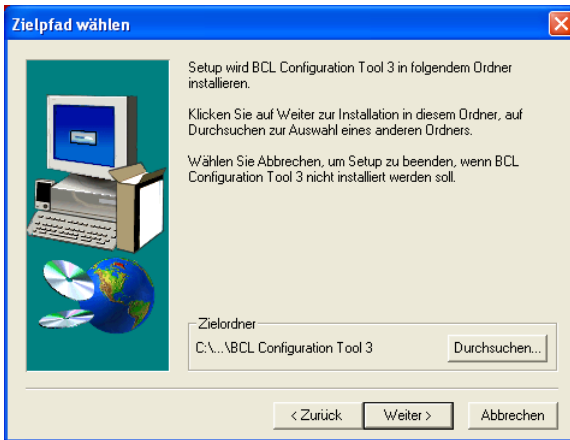 Zielpfad wählen
Setup wird BCL Configuration Tool 3 in folgendem Ordner
installieren.
Klicken Sie auf Weiter zur Installation in diesem Ordner, auf
Durchsuchen zur Auswahl eines anderen Ordners.
Wählen Sie Abbrechen, um Setup zu beenden, wenn BCL
Configuration Tool 3 nicht installiert werden soll.
Zielordner
C:\...\BCL Configuration Tool 3
Durchsuchen...
< Zurück
Weiter >
Abbrechen